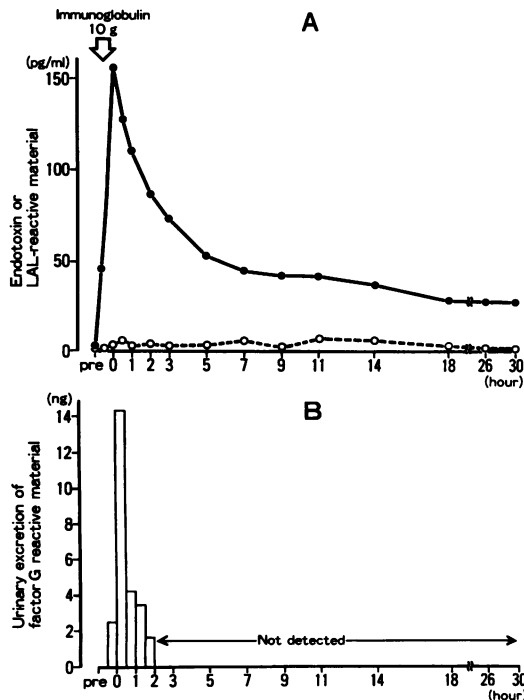 Immunoglobulin
10 g
A
(pg/ml)
150
100
50
0
Endotoxin or
LAL-reactive material
pre 0 1 2 3 5 7 9 11 14 18 26 30
(hour)
B
(ng)
14
12
10
8
6
4
2
0
Urinary excretion of
factor G reactive material
Not detected
pre 0 1 2 3 5 7 9 11 14 18 26 30
(hour)